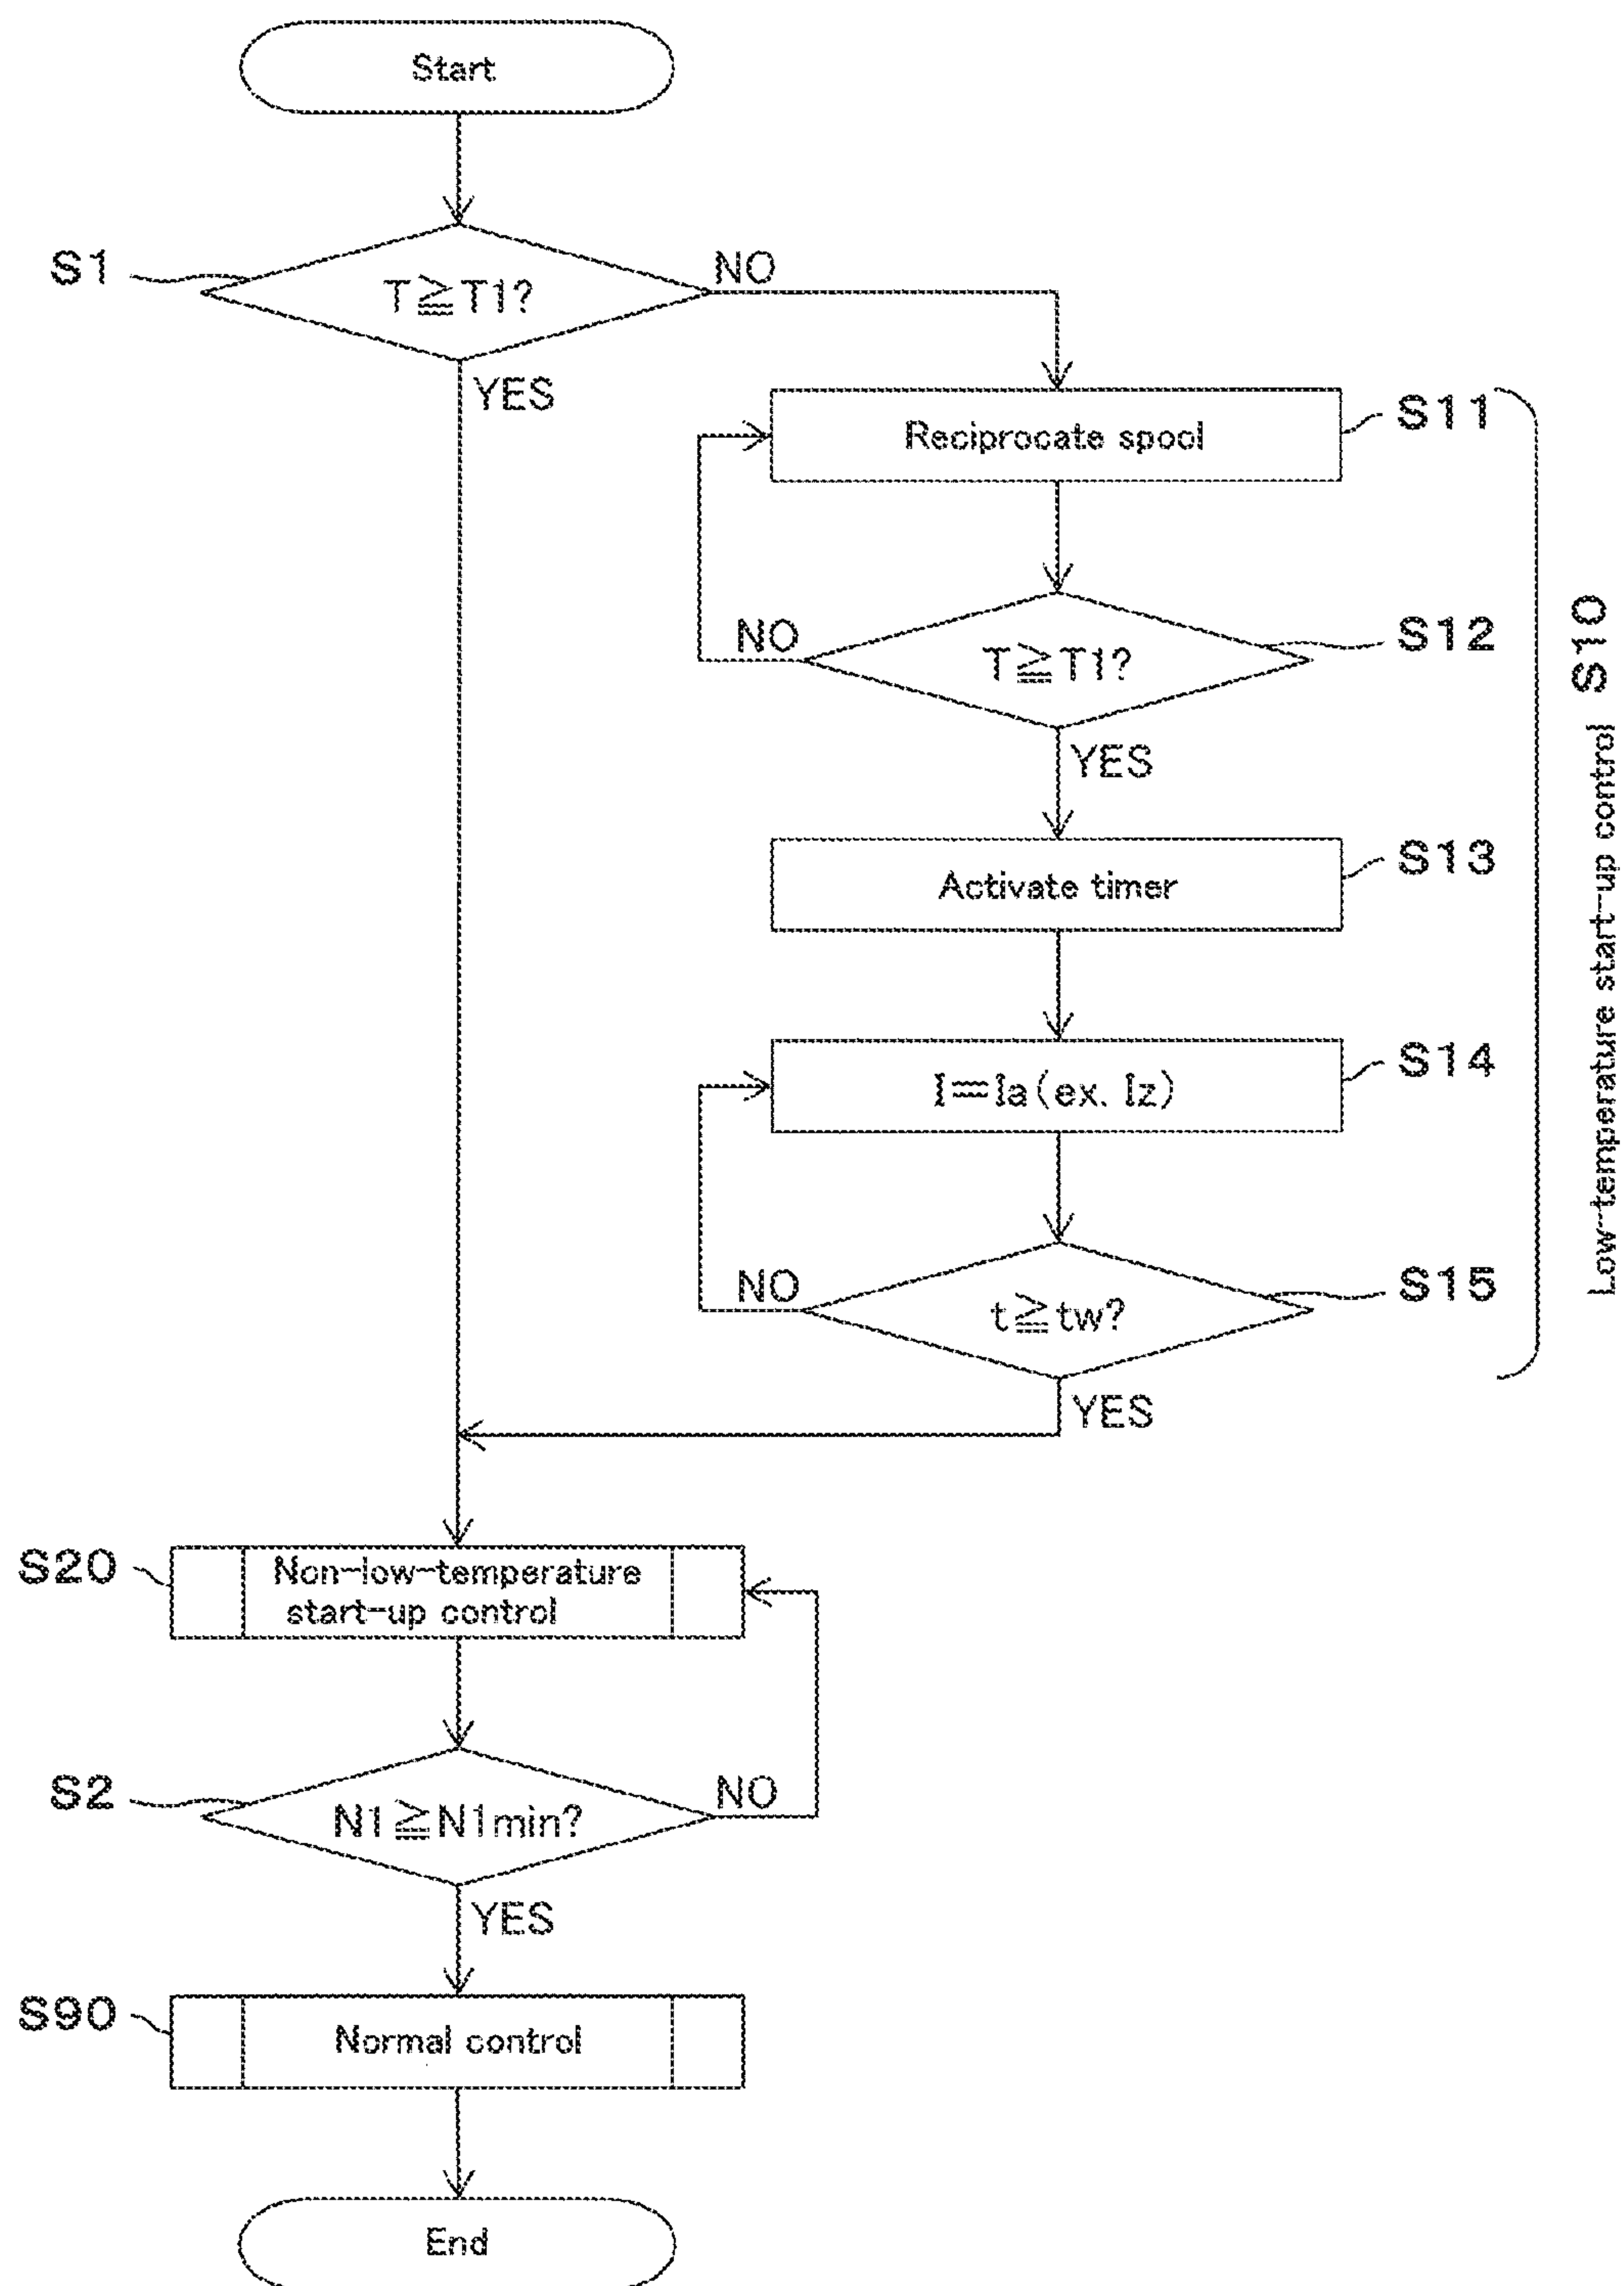 Start
S1
T≧T1?
NO
YES
Reciprocate spool
S11
NO
T≧T1?
S12
YES
Activate timer
S13
I=Ia(ex. Iz)
S14
NO
t≧tw?
S15
YES
Low-temperature start-up control S10
S20
Non-low-temperature
start-up control
S2
N1≧N1min?
NO
YES
S90
Normal control
End